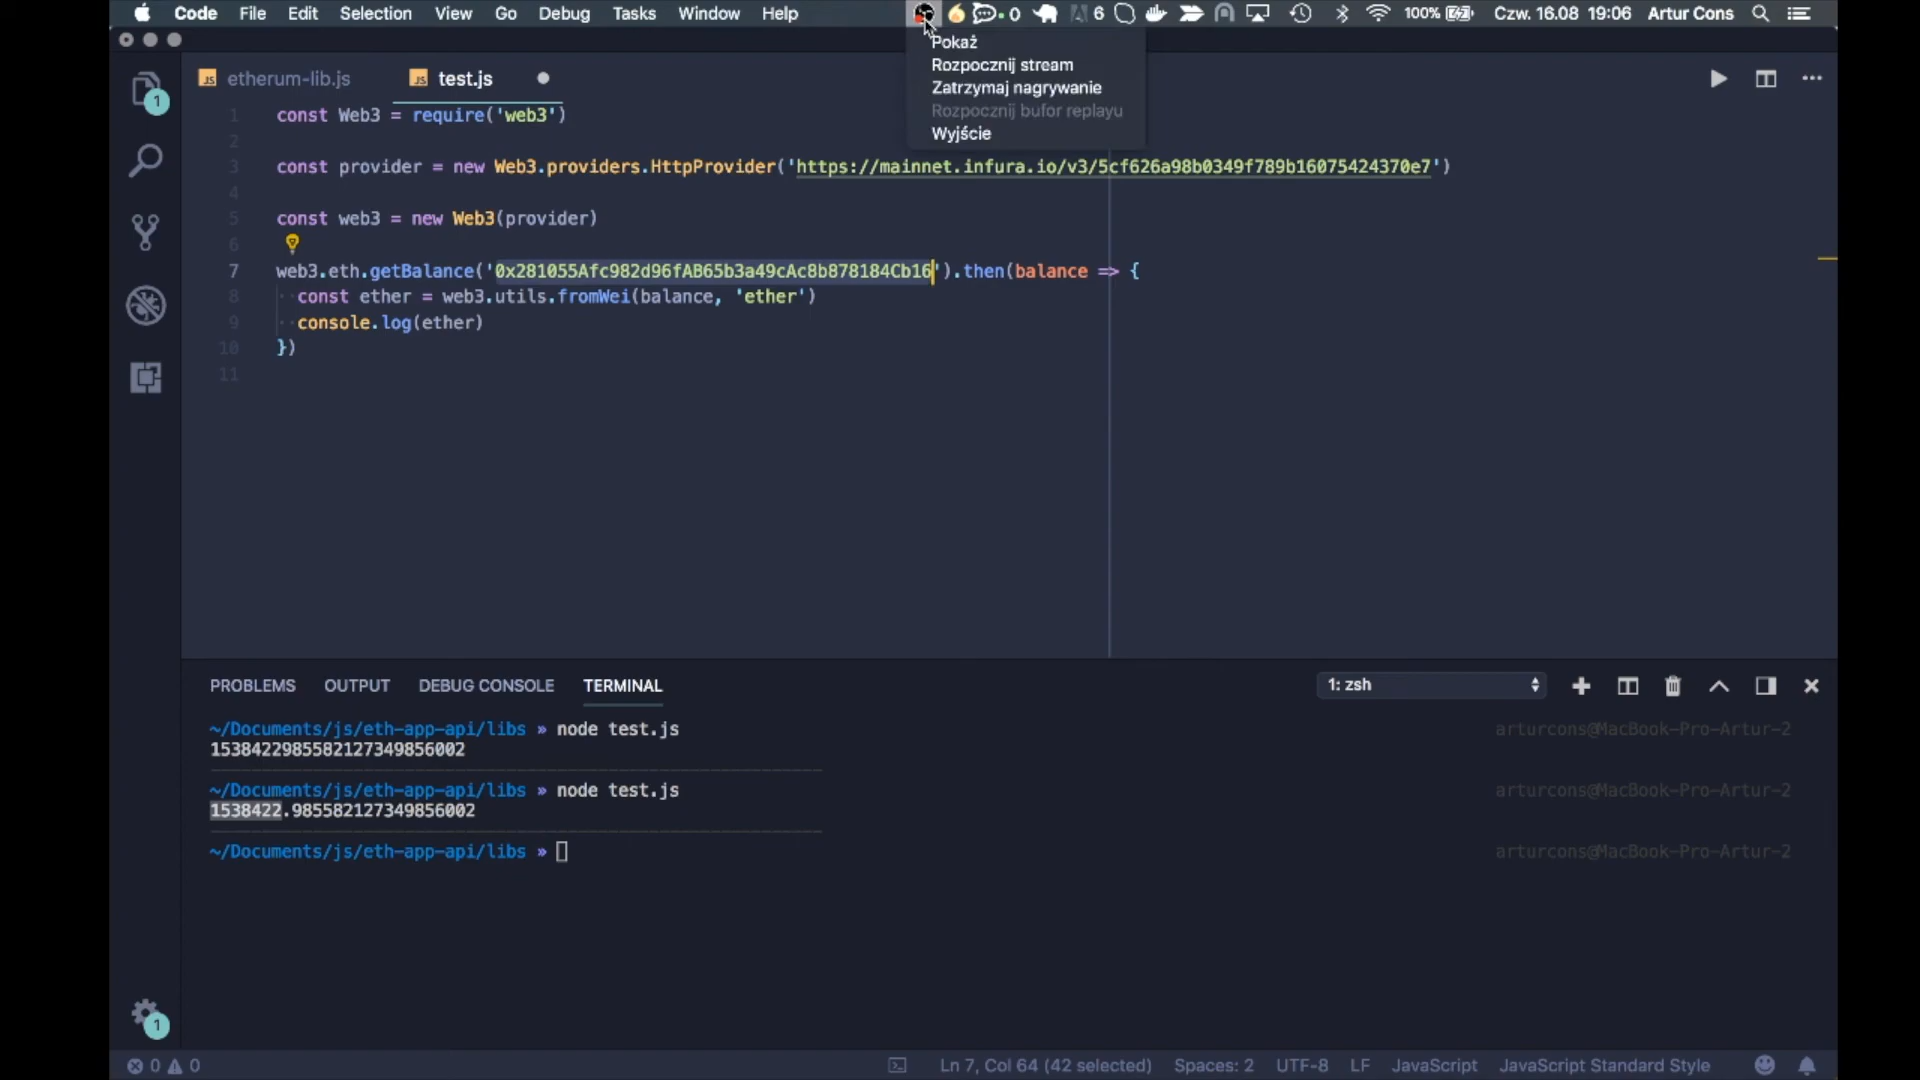 Code File Edit Selection View Go Debug Tasks Window Help 0 6 100% Czw. 16.08 19:06 Artur Cons
Pokaż
Rozpocznij stream
Zatrzymaj nagrywanie
Rozpocznij bufor replayu
Wyjście
1
JS etherum-lib.js JS test.js
1 const Web3 = require('web3')
2
3 const provider = new Web3.providers.HttpProvider('https://mainnet.infura.io/v3/5cf626a98b0349f789b16075424370e7')
4
5 const web3 = new Web3(provider)
6
7 web3.eth.getBalance('0x281055Afc982d96fAB65b3a49cAc8b878184Cb16').then(balance => {
8 ··const ether = web3.utils.fromWei(balance, 'ether')
9 ··console.log(ether)
10 })
11
PROBLEMS OUTPUT DEBUG CONSOLE TERMINAL 1: zsh
~/Documents/js/eth-app-api/libs » node test.js arturcons@MacBook-Pro-Artur-2
1538422985582127349856002
~/Documents/js/eth-app-api/libs » node test.js arturcons@MacBook-Pro-Artur-2
1538422.985582127349856002
~/Documents/js/eth-app-api/libs » arturcons@MacBook-Pro-Artur-2
1
0 0 Ln 7, Col 64 (42 selected) Spaces: 2 UTF-8 LF JavaScript JavaScript Standard Style